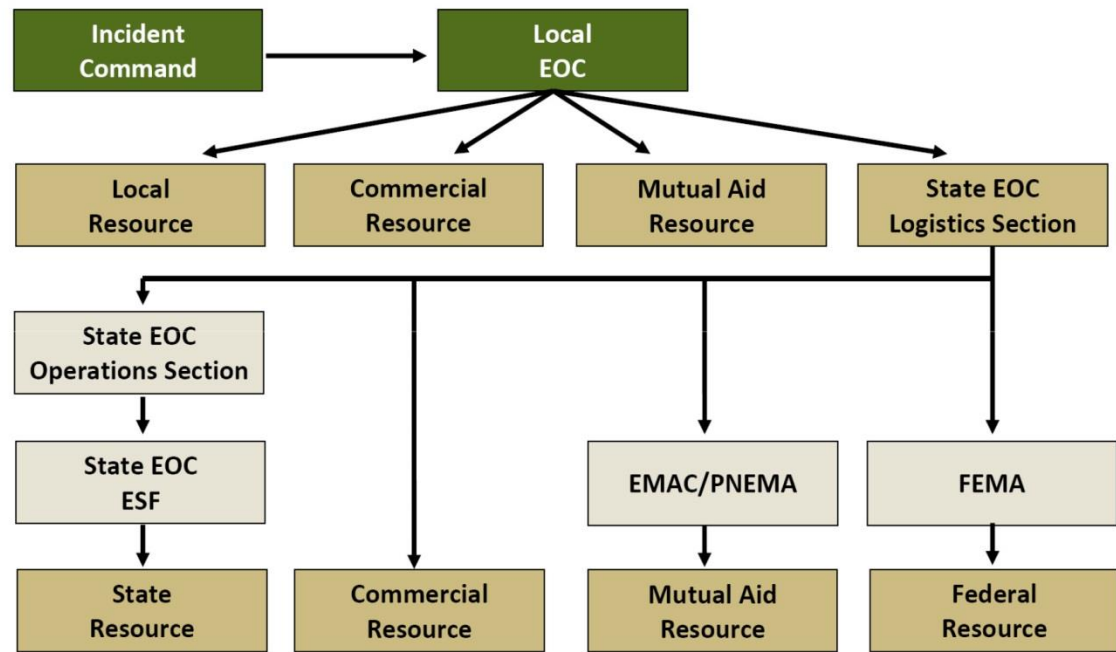 Incident
Command
Local
EOC
Local
Resource
Commercial
Resource
Mutual Aid
Resource
State EOC
Logistics Section
State EOC
Operations Section
State EOC
ESF
EMAC/PNEMA
FEMA
State
Resource
Commercial
Resource
Mutual Aid
Resource
Federal
Resource